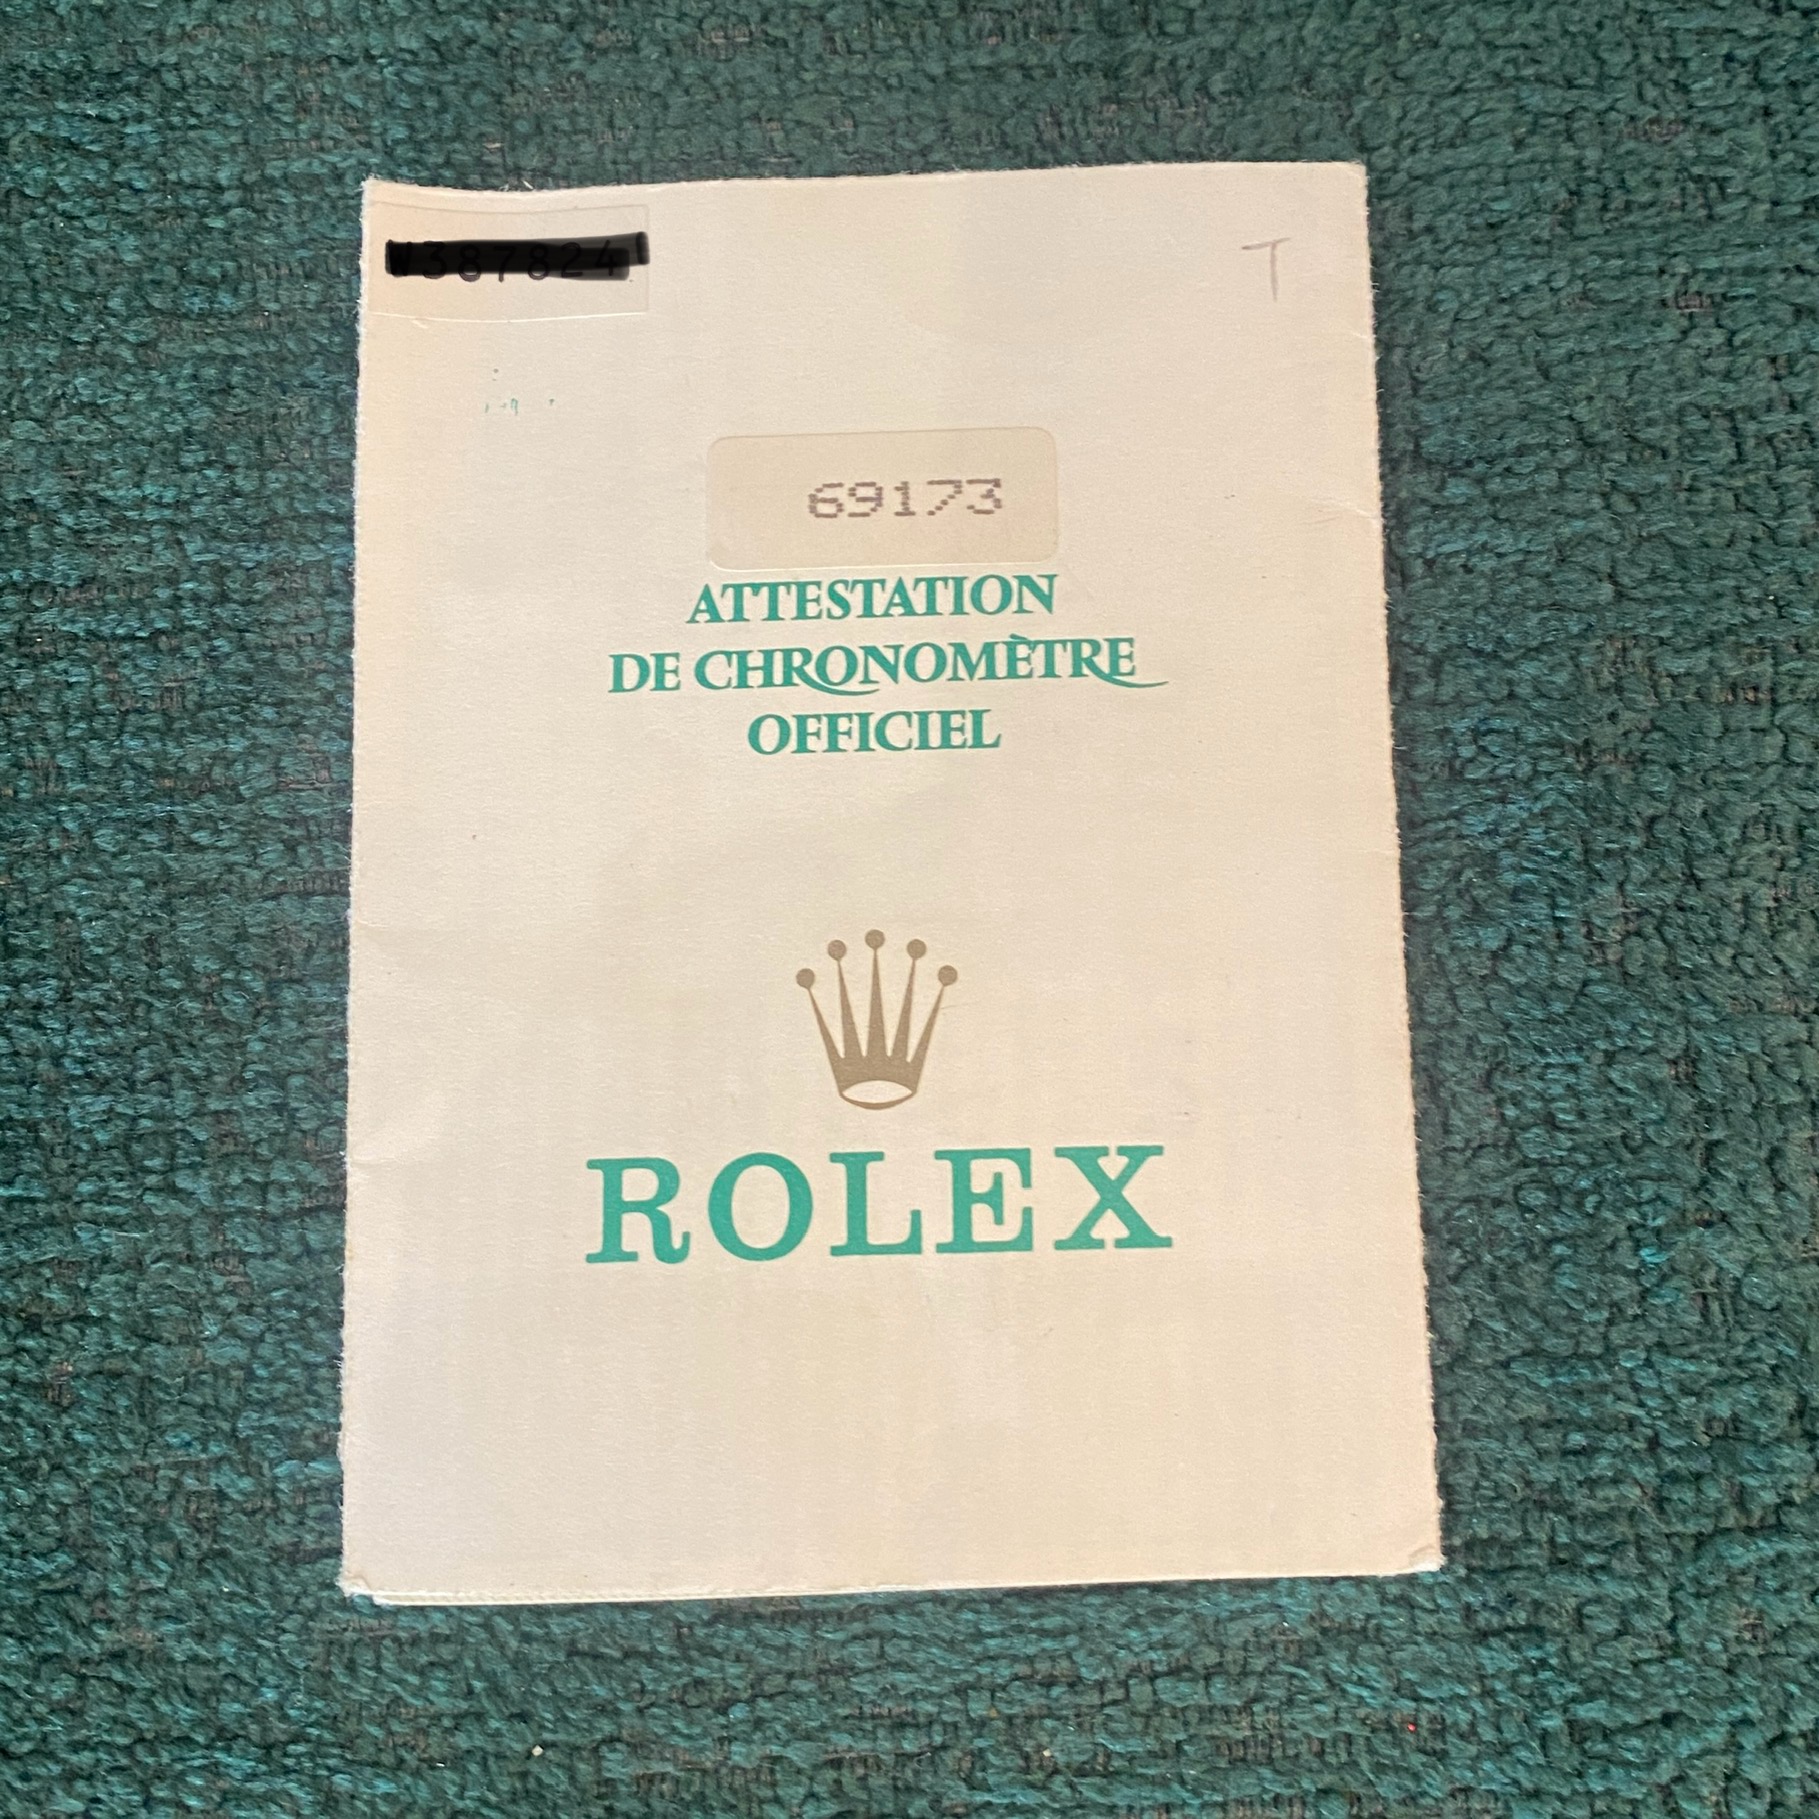 T
69173
ATTESTATION
DE CHRONOMÈTRE
OFFICIEL
ROLEX